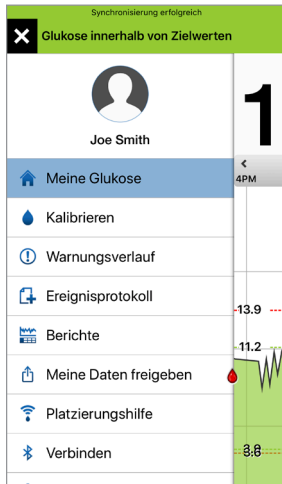 Synchronisierung erfolgreich
Glukose innerhalb von Zielwerten
Joe Smith
1
Meine Glukose
4PM
Kalibrieren
Warnungsverlauf
Ereignisprotokoll
13.9
Berichte
11.2
Meine Daten freigeben
Platzierungshilfe
Verbinden
3.6